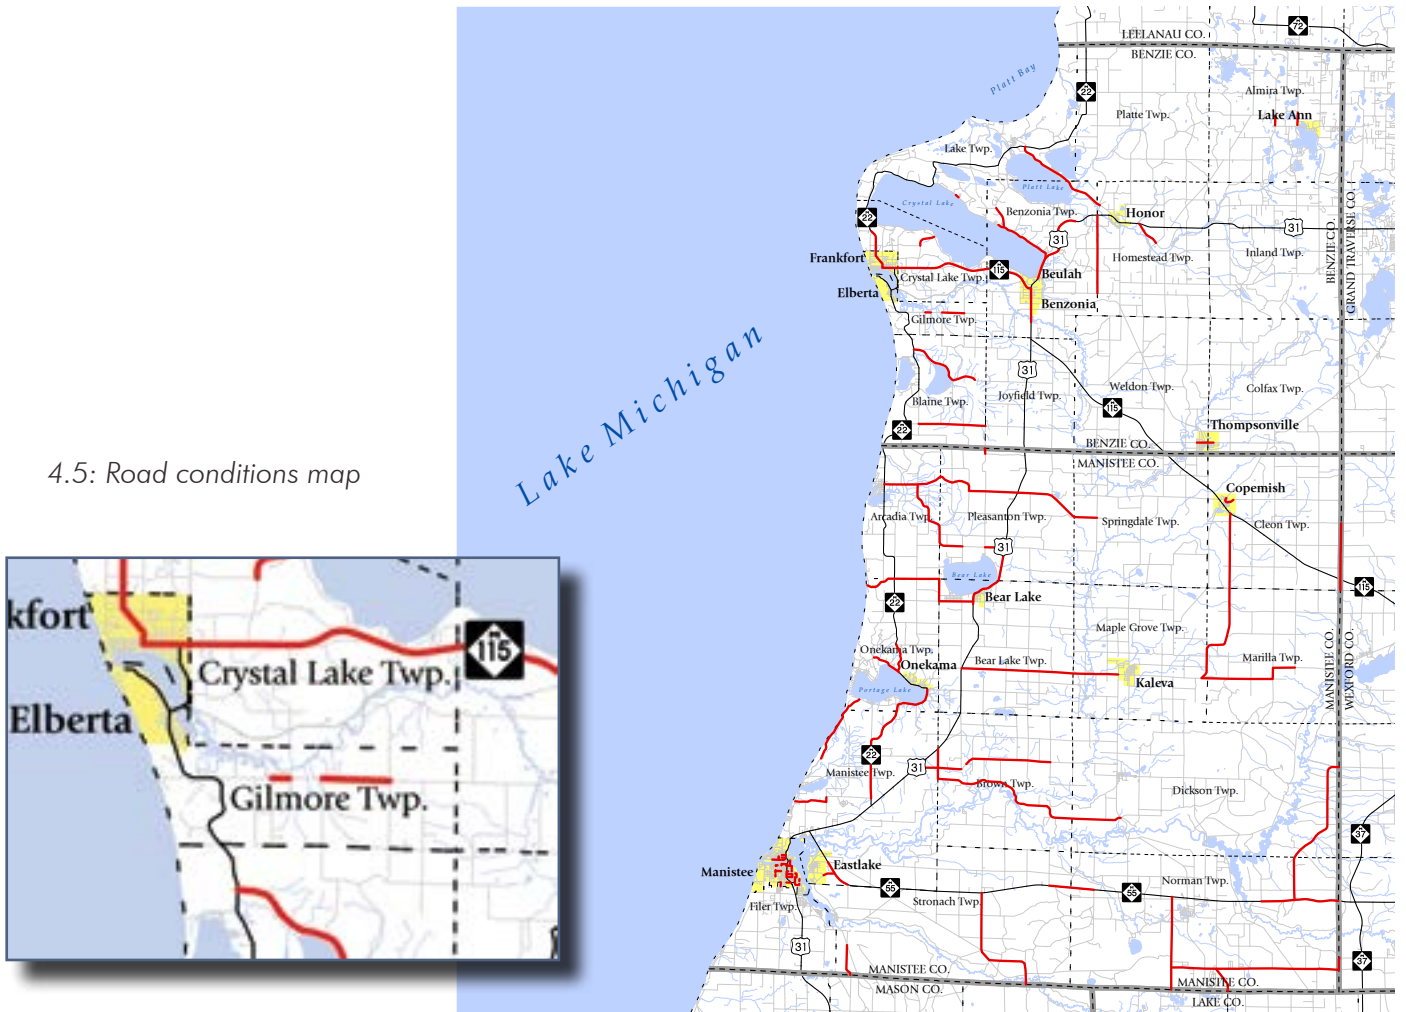 72
LEELANAU CO.
BENZIE CO.
Platt Bay
22
Almira Twp.
Platte Twp.
Lake Ann
Lake Twp.
Platt Lake
Crystal Lake
22
Benzonia Twp.
Honor
31
31
BENZIE CO.
GRAND TRAVERSE CO.
Inland Twp.
Homestead Twp.
Frankfort
115
Crystal Lake Twp.
Beulah
Elberta
Benzonia
Gilmore Twp.
Lake Michigan
31
Weldon Twp.
Colfax Twp.
Blaine Twp.
Joyfield Twp.
115
22
Thompsonville
BENZIE CO.
MANISTEE CO.
4.5: Road conditions map
Copemish
Arcadia Twp.
Pleasanton Twp.
Springdale Twp.
Cleon Twp.
31
Bear Lake
115
22
Bear Lake
Maple Grove Twp.
MANISTEE CO.
WEXFORD CO.
Onekama Twp.
Onekama
Bear Lake Twp.
Marilla Twp.
Kaleva
Portage Lake
22
31
Manistee Twp.
Brown Twp.
Dickson Twp.
37
Manistee
Eastlake
55
55
Norman Twp.
Filer Twp.
Stronach Twp.
31
37
MANISTEE CO.
MASON CO.
MANISTEE CO.
LAKE CO.
kfort
M
115
Crystal Lake Twp.
Elberta
Gilmore Twp.